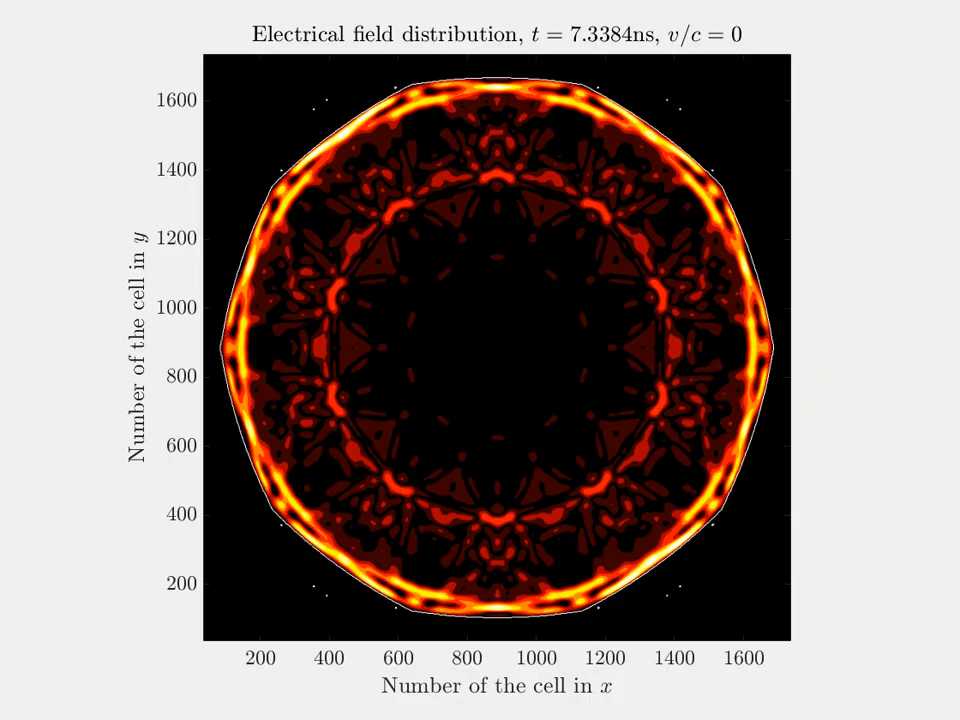 Electrical field distribution, t = 7.3384ns, v/c = 0
Number of the cell in y
1600
1400
1200
1000
800
600
400
200
200 400 600 800 1000 1200 1400 1600
Number of the cell in x